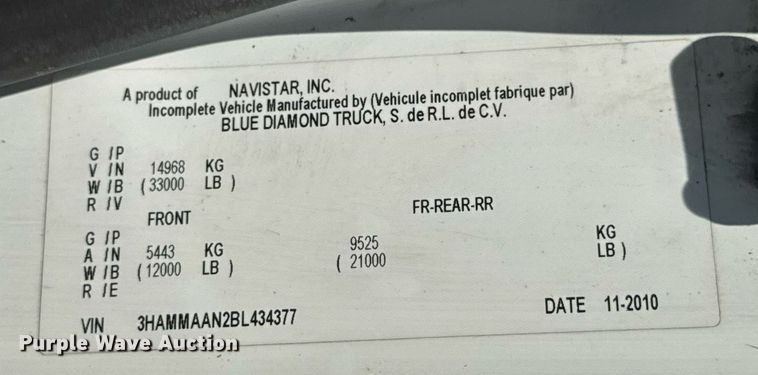 A product of NAVISTAR, INC.
Incomplete Vehicle Manufactured by (Vehicule incomplet fabrique par)
BLUE DIAMOND TRUCK, S. de R.L. de C.V.
G /P
V /N 14968 KG
W /B ( 33000 LB )
R /V
FRONT FR-REAR-RR
G /P
A /N 5443 KG 9525 KG
W /B ( 12000 LB ) ( 21000 LB )
R /E
VIN 3HAMMAAN2BL434377 DATE 11-2010
Purple Wave Auction